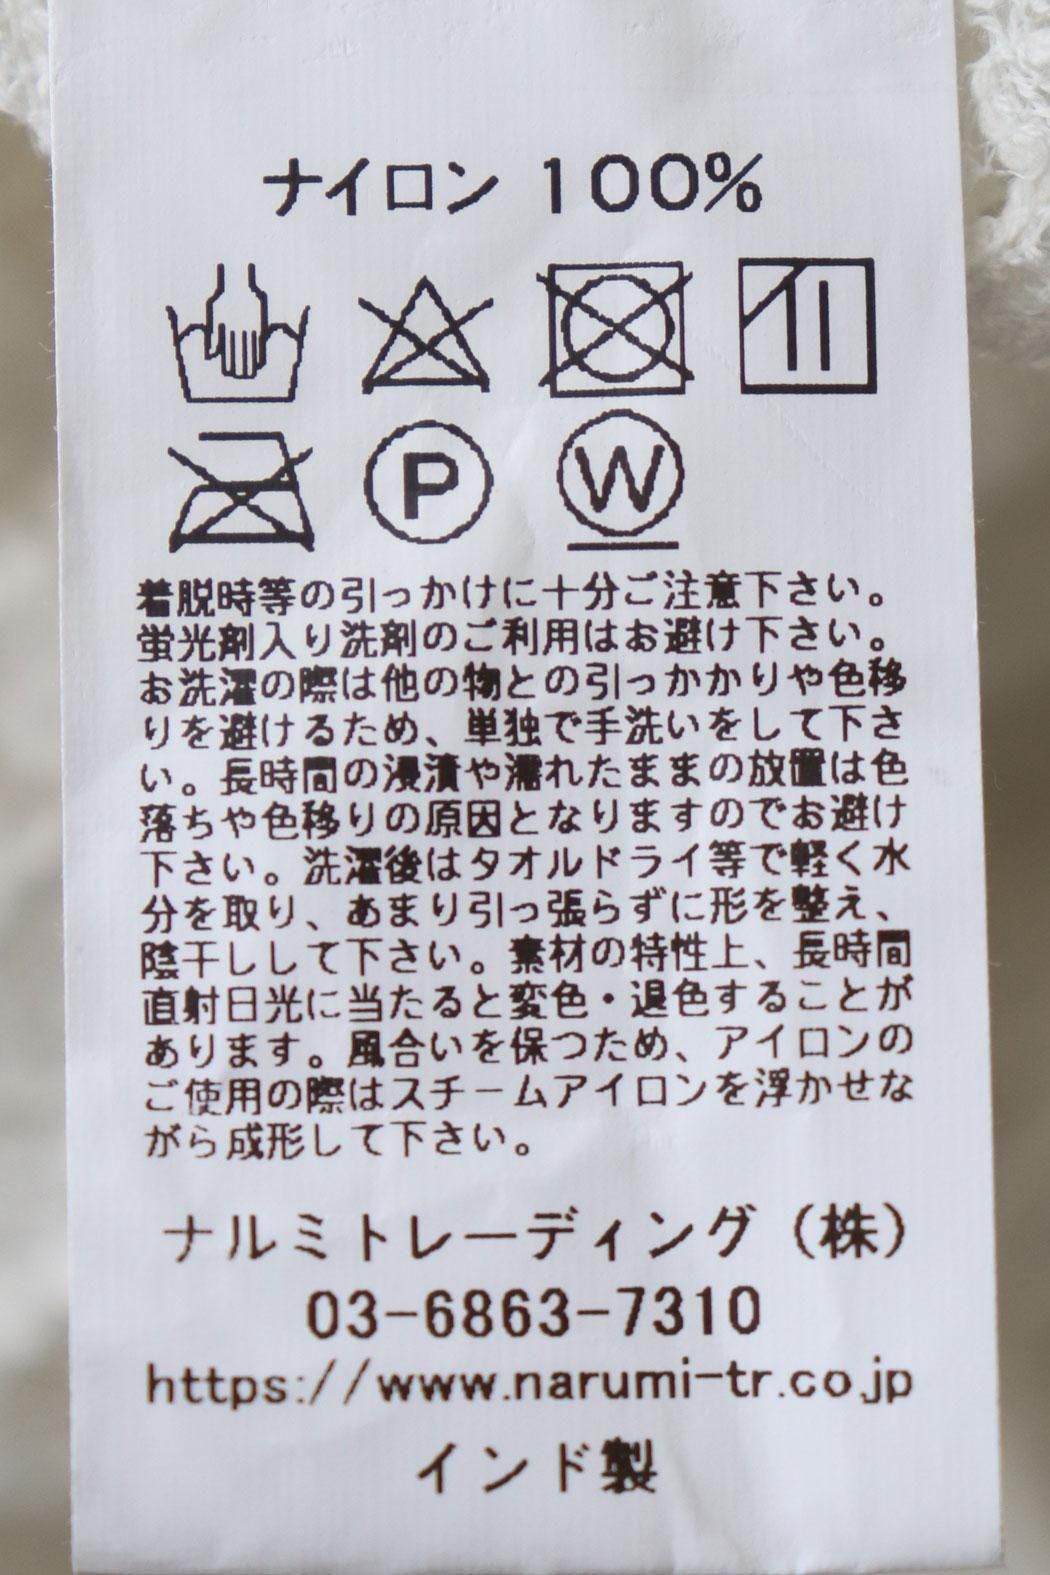 ナイロン 100%
P W
着脱時等の引っかけに十分ご注意下さい。
蛍光剤入り洗剤のご利用はお避け下さい。
お洗濯の際は他の物との引っかかりや色移
りを避けるため、単独で手洗いをして下さ
い。長時間の浸漬や濡れたままの放置は色
落ちや色移りの原因となりますのでお避け
下さい。洗濯後はタオルドライ等で軽く水
分を取り、あまり引っ張らずに形を整え、
陰干しして下さい。素材の特性上、長時間
直射日光に当たると変色・退色することが
あります。風合いを保つため、アイロンの
ご使用の際はスチームアイロンを浮かせな
がら成形して下さい。
ナルミトレーディング（株）
03-6863-7310
https://www.narumi-tr.co.jp
インド製